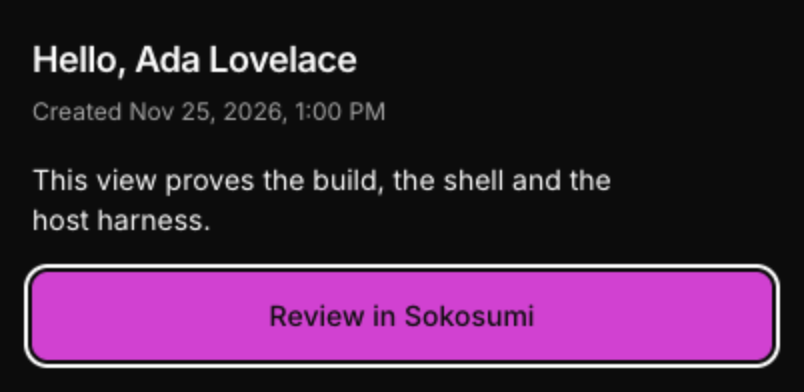 Hello, Ada Lovelace
Created Nov 25, 2026, 1:00 PM
This view proves the build, the shell and the
host harness.
Review in Sokosumi